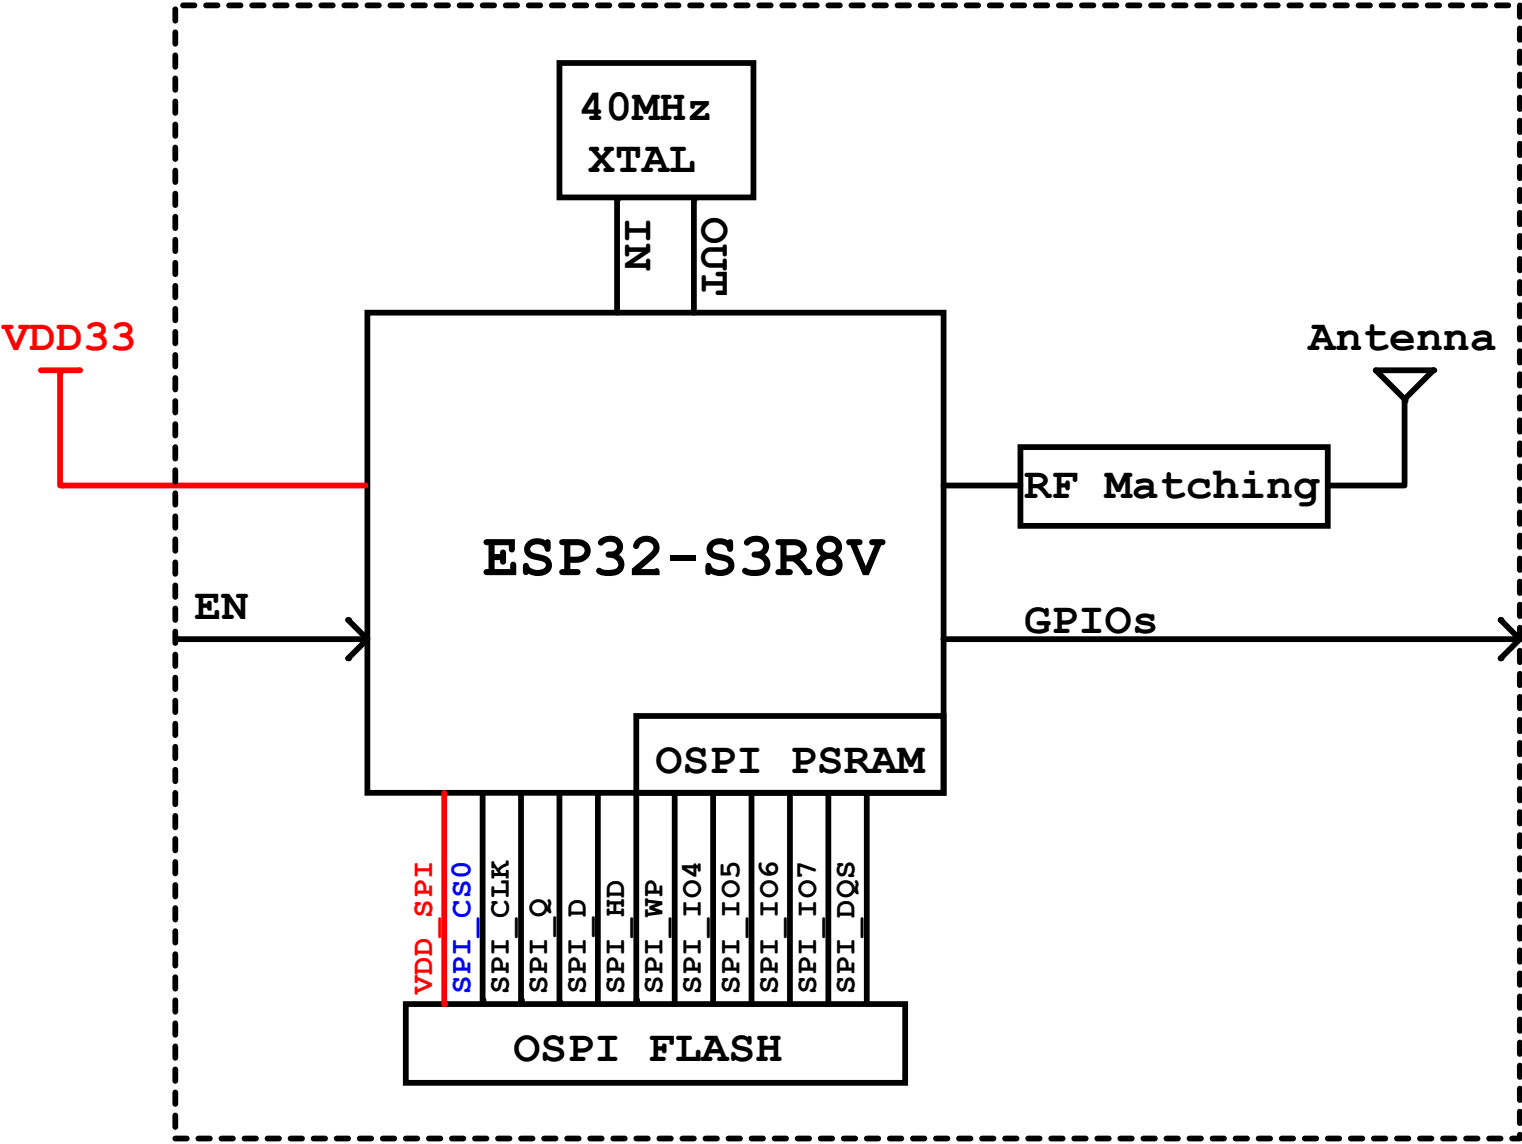 40MHz
XTAL
IN
OUT
VDD33
Antenna
RF Matching
ESP32-S3R8V
EN
GPIOs
OSPI PSRAM
VDD_SPI
SPI_CS0
SPI_CLK
SPI_Q
SPI_D
SPI_HD
SPI_WP
SPI_IO4
SPI_IO5
SPI_IO6
SPI_IO7
SPI_DQS
OSPI FLASH